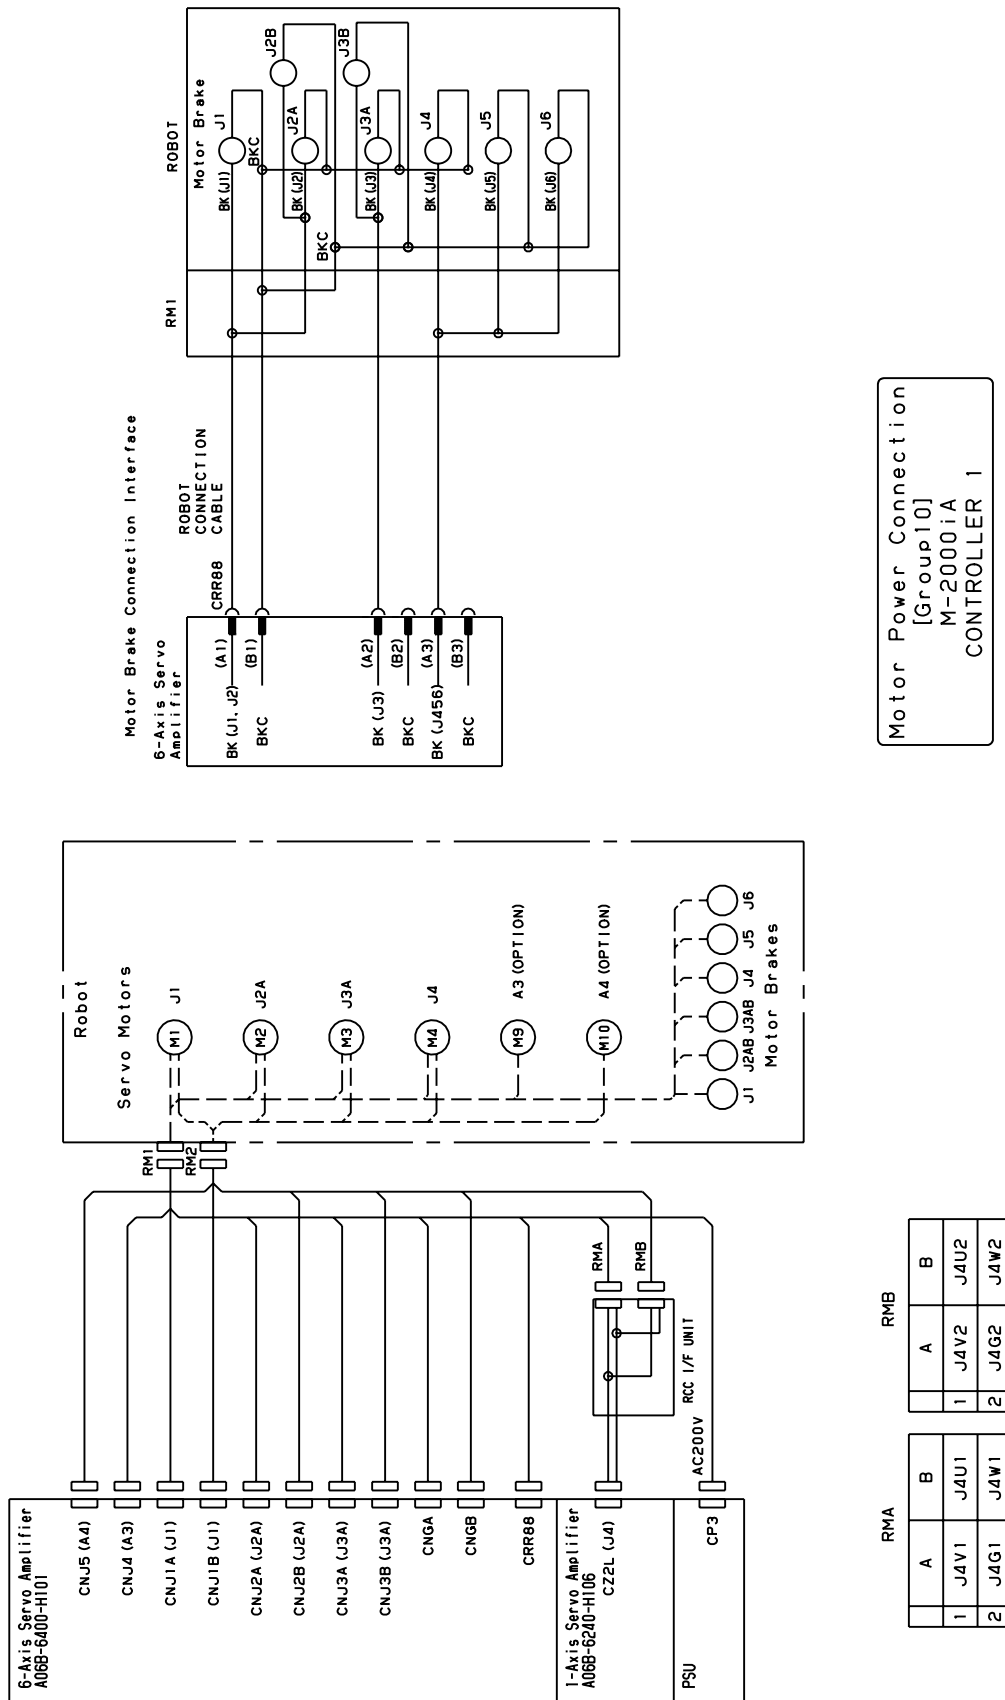 Motor Brake Connection Interface
6-Axis Servo
Amplifier
CRR88
ROBOT
CONNECTION
CABLE
RM1
ROBOT
Motor Brake
BK (J1, J2)
(A1)
BKC
(B1)
BK (J3)
(A2)
BKC
(B2)
BK (J456)
(A3)
BKC
(B3)
BK (J1)
J1
BKC
J2B
BK (J2)
J2A
BKC
J3B
BK (J3)
J3A
BK (J4)
J4
BK (J5)
J5
BK (J6)
J6
Motor Power Connection
[Group10]
M-2000iA
CONTROLLER 1
6-Axis Servo Amplifier
A06B-6400-H101
CNJ5 (A4)
CNJ4 (A3)
CNJ1A (J1)
CNJ1B (J1)
CNJ2A (J2A)
CNJ2B (J2A)
CNJ3A (J3A)
CNJ3B (J3A)
CNGA
CNGB
CRR88
1-Axis Servo Amplifier
A06B-6240-H106
CZ2L (J4)
PSU
CP3
AC200V
RCC I/F UNIT
RMA
RMB
RM1
RM2
Robot
Servo Motors
M1
J1
M2
J2A
M3
J3A
M4
J4
M9
A3 (OPTION)
M10
A4 (OPTION)
J1
J2AB
J3AB
J4
J5
J6
Motor Brakes
RMA
A B
1 J4V1 J4U1
2 J4G1 J4W1
RMB
A B
1 J4V2 J4U2
2 J4G2 J4W2